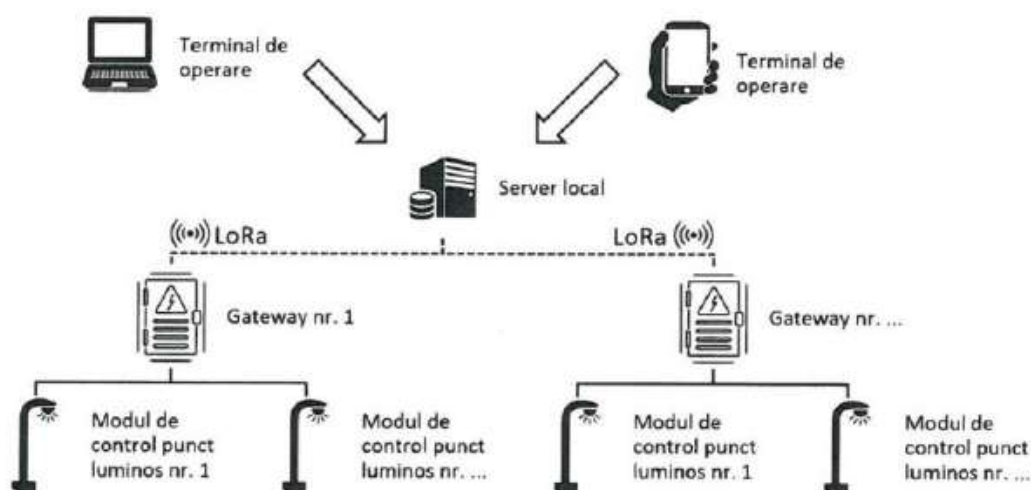 Terminal de
operare
Terminal de
operare
Server local
LoRa
LoRa
Gateway nr. 1
Gateway nr. ...
Modul de
control punct
luminos nr. 1
Modul de
control punct
luminos nr. ...
Modul de
control punct
luminos nr. 1
Modul de
control punct
luminos nr. ...